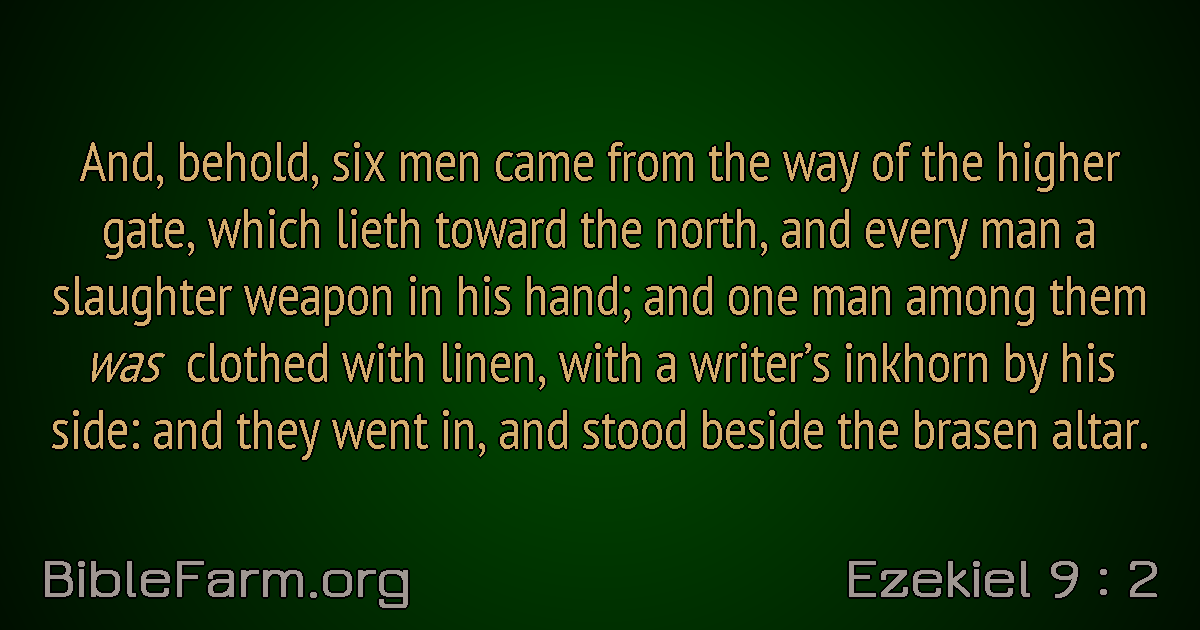 And, behold, six men came from the way of the higher
gate, which lieth toward the north, and every man a
slaughter weapon in his hand; and one man among them
was clothed with linen, with a writer’s inkhorn by his
side: and they went in, and stood beside the brasen altar.
BibleFarm.org
Ezekiel 9 : 2